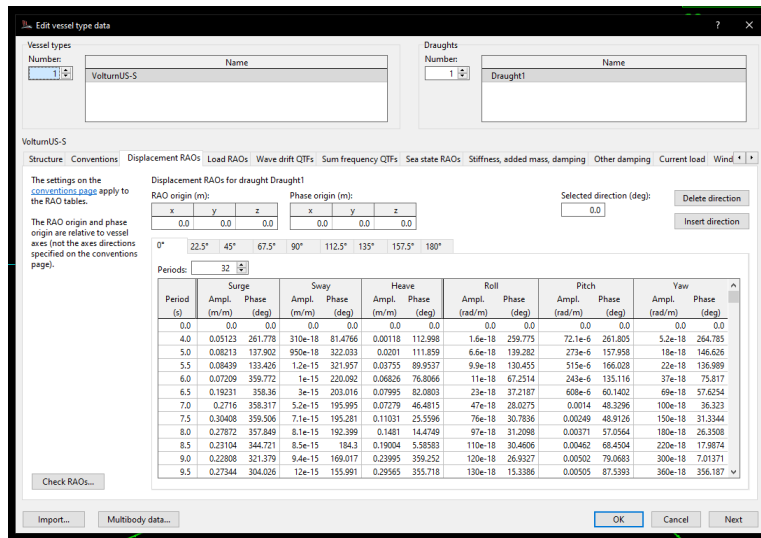 Edit vessel type data ? ×
Vessel types Draughts
Number: Name Number: Name
1 VolturnUS-S 1 Draught1
VolturnUS-S
Structure Conventions Displacement RAOs Load RAOs Wave drift QTFs Sum frequency QTFs Sea state RAOs Stiffness, added mass, damping Other damping Current load Wind
The settings on the
conventions page apply to
the RAO tables.
The RAO origin and phase
origin are relative to vessel
axes (not the axes directions
specified on the conventions
page).
Displacement RAOs for draught Draught1
RAO origin (m): Phase origin (m): Selected direction (deg):
x y z x y z 0.0 Delete direction
0.0 0.0 0.0 0.0 0.0 0.0 Insert direction
0° 22.5° 45° 67.5° 90° 112.5° 135° 157.5° 180°
Periods: 32
Surge Sway Heave Roll Pitch Yaw
Period Ampl. Phase Ampl. Phase Ampl. Phase Ampl. Phase Ampl. Phase Ampl. Phase
(s) (m/m) (deg) (m/m) (deg) (m/m) (deg) (rad/m) (deg) (rad/m) (deg) (rad/m) (deg)
0.0 0.0 0.0 0.0 0.0 0.0 0.0 0.0 0.0 0.0 0.0 0.0 0.0
4.0 0.05123 261.778 310e-18 81.4766 0.00118 112.998 1.6e-18 259.775 72.1e-6 261.805 5.2e-18 264.785
5.0 0.08213 137.902 950e-18 322.033 0.0201 111.859 6.6e-18 139.282 273e-6 157.958 18e-18 146.626
5.5 0.08439 133.426 1.2e-15 321.957 0.03755 89.9537 9.9e-18 130.455 515e-6 166.028 22e-18 136.989
6.0 0.07209 359.772 1e-15 220.092 0.06826 76.8066 11e-18 67.2514 243e-6 135.116 37e-18 75.817
6.5 0.19231 358.36 3e-15 203.016 0.07995 82.0803 23e-18 37.2187 608e-6 60.1402 69e-18 57.6254
7.0 0.2716 358.317 5.2e-15 195.995 0.07279 46.4815 47e-18 28.0275 0.0014 48.3296 100e-18 36.323
7.5 0.30408 359.506 7.1e-15 195.281 0.11031 25.5596 76e-18 30.7836 0.00249 48.9126 150e-18 31.3344
8.0 0.27872 357.849 8.1e-15 192.399 0.1481 14.4749 97e-18 31.2098 0.00371 57.0564 180e-18 26.3508
8.5 0.23104 344.721 8.5e-15 184.3 0.19004 5.58583 110e-18 30.4606 0.00462 68.4504 220e-18 17.9874
9.0 0.22808 321.379 9.4e-15 169.017 0.23995 359.252 120e-18 26.9327 0.00502 79.0683 300e-18 7.01371
9.5 0.27344 304.026 12e-15 155.991 0.29565 355.718 130e-18 15.3386 0.00505 87.5393 360e-18 356.187
Check RAOs...
Import... Multibody data... OK Cancel Next